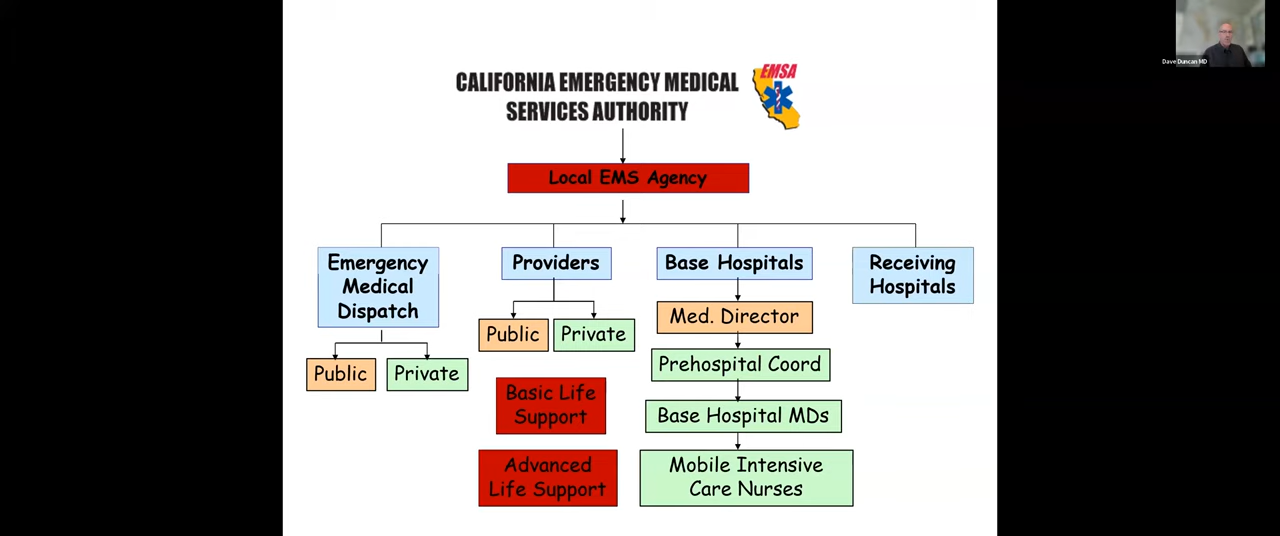 CALIFORNIA EMERGENCY MEDICAL
SERVICES AUTHORITY
EMSA
Dave Duncan MD
Local EMS Agency
Emergency
Medical
Dispatch
Providers
Base Hospitals
Receiving
Hospitals
Public
Private
Med. Director
Public
Private
Prehospital Coord
Basic Life
Support
Base Hospital MDs
Advanced
Life Support
Mobile Intensive
Care Nurses